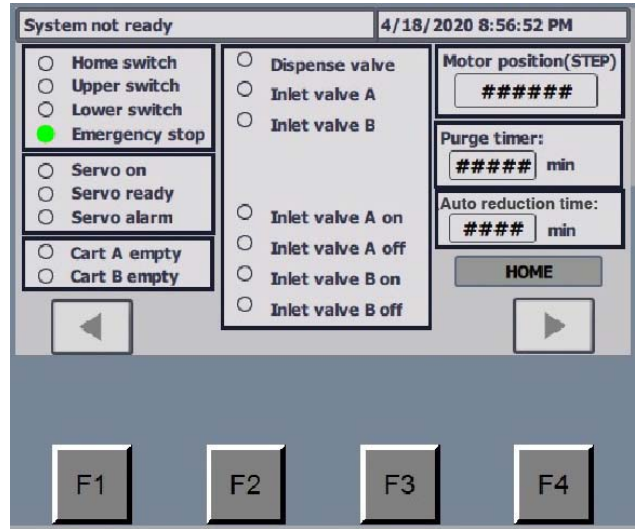 System not ready
4/18/2020 8:56:52 PM
Home switch
Upper switch
Lower switch
Emergency stop
Servo on
Servo ready
Servo alarm
Cart A empty
Cart B empty
Dispense valve
Inlet valve A
Inlet valve B
Inlet valve A on
Inlet valve A off
Inlet valve B on
Inlet valve B off
Motor position(STEP)
######
Purge timer:
##### min
Auto reduction time:
#### min
HOME
F1 F2 F3 F4